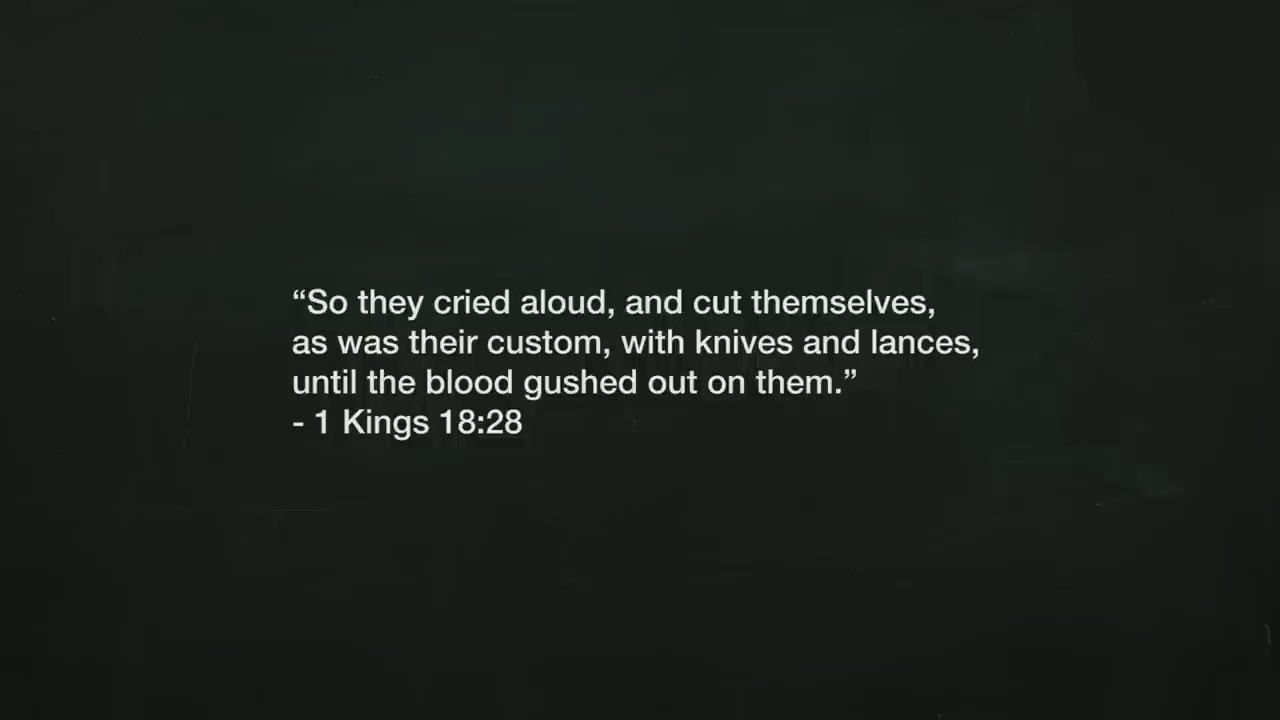 “So they cried aloud, and cut themselves,
as was their custom, with knives and lances,
until the blood gushed out on them.”
- 1 Kings 18:28